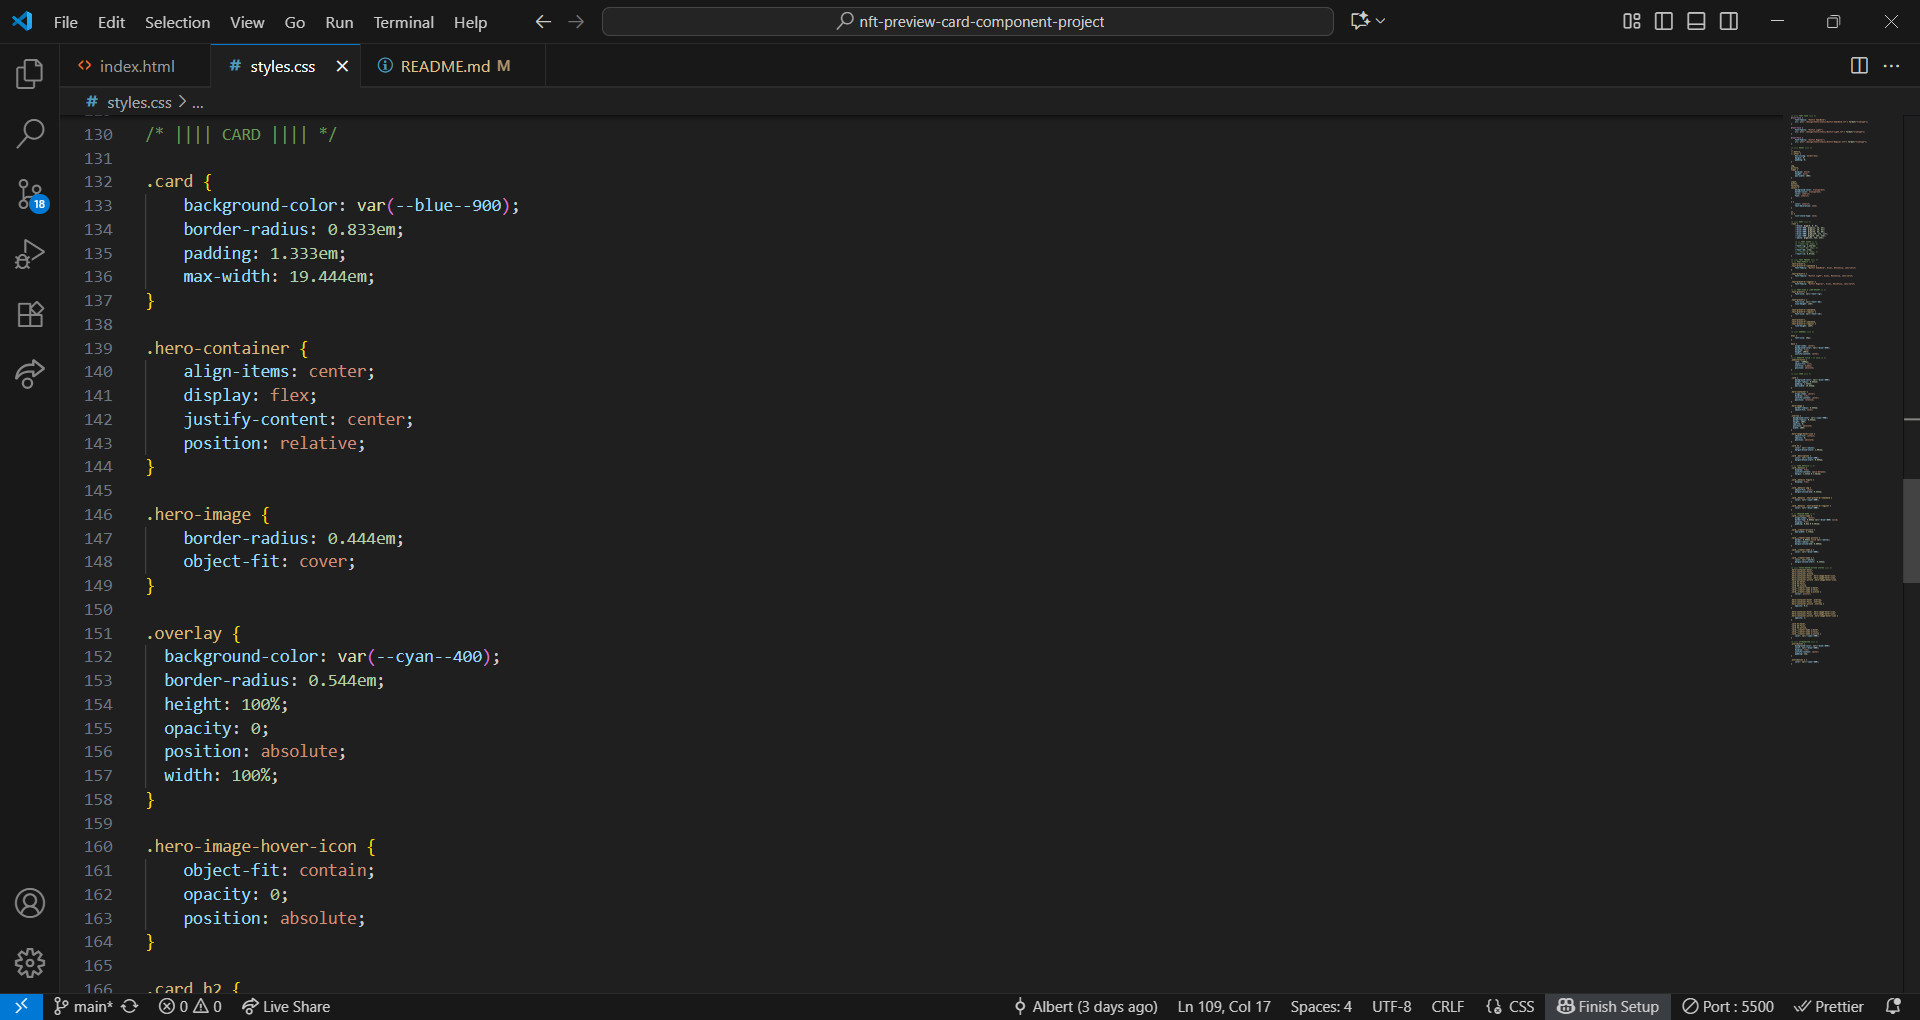 File Edit Selection View Go Run Terminal Help nft-preview-card-component-project
index.html # styles.css README.md M
# styles.css > ...
130 /* |||| CARD |||| */
131
132 .card {
133 background-color: var(--blue--900);
134 border-radius: 0.833em;
135 padding: 1.333em;
136 max-width: 19.444em;
137 }
138
139 .hero-container {
140 align-items: center;
141 display: flex;
142 justify-content: center;
143 position: relative;
144 }
145
146 .hero-image {
147 border-radius: 0.444em;
148 object-fit: cover;
149 }
150
151 .overlay {
152 background-color: var(--cyan--400);
153 border-radius: 0.544em;
154 height: 100%;
155 opacity: 0;
156 position: absolute;
157 width: 100%;
158 }
159
160 .hero-image-hover-icon {
161 object-fit: contain;
162 opacity: 0;
163 position: absolute;
164 }
165
166 .card h2 {
18
main* 0 0 Live Share Albert (3 days ago) Ln 109, Col 17 Spaces: 4 UTF-8 CRLF CSS Finish Setup Port : 5500 Prettier